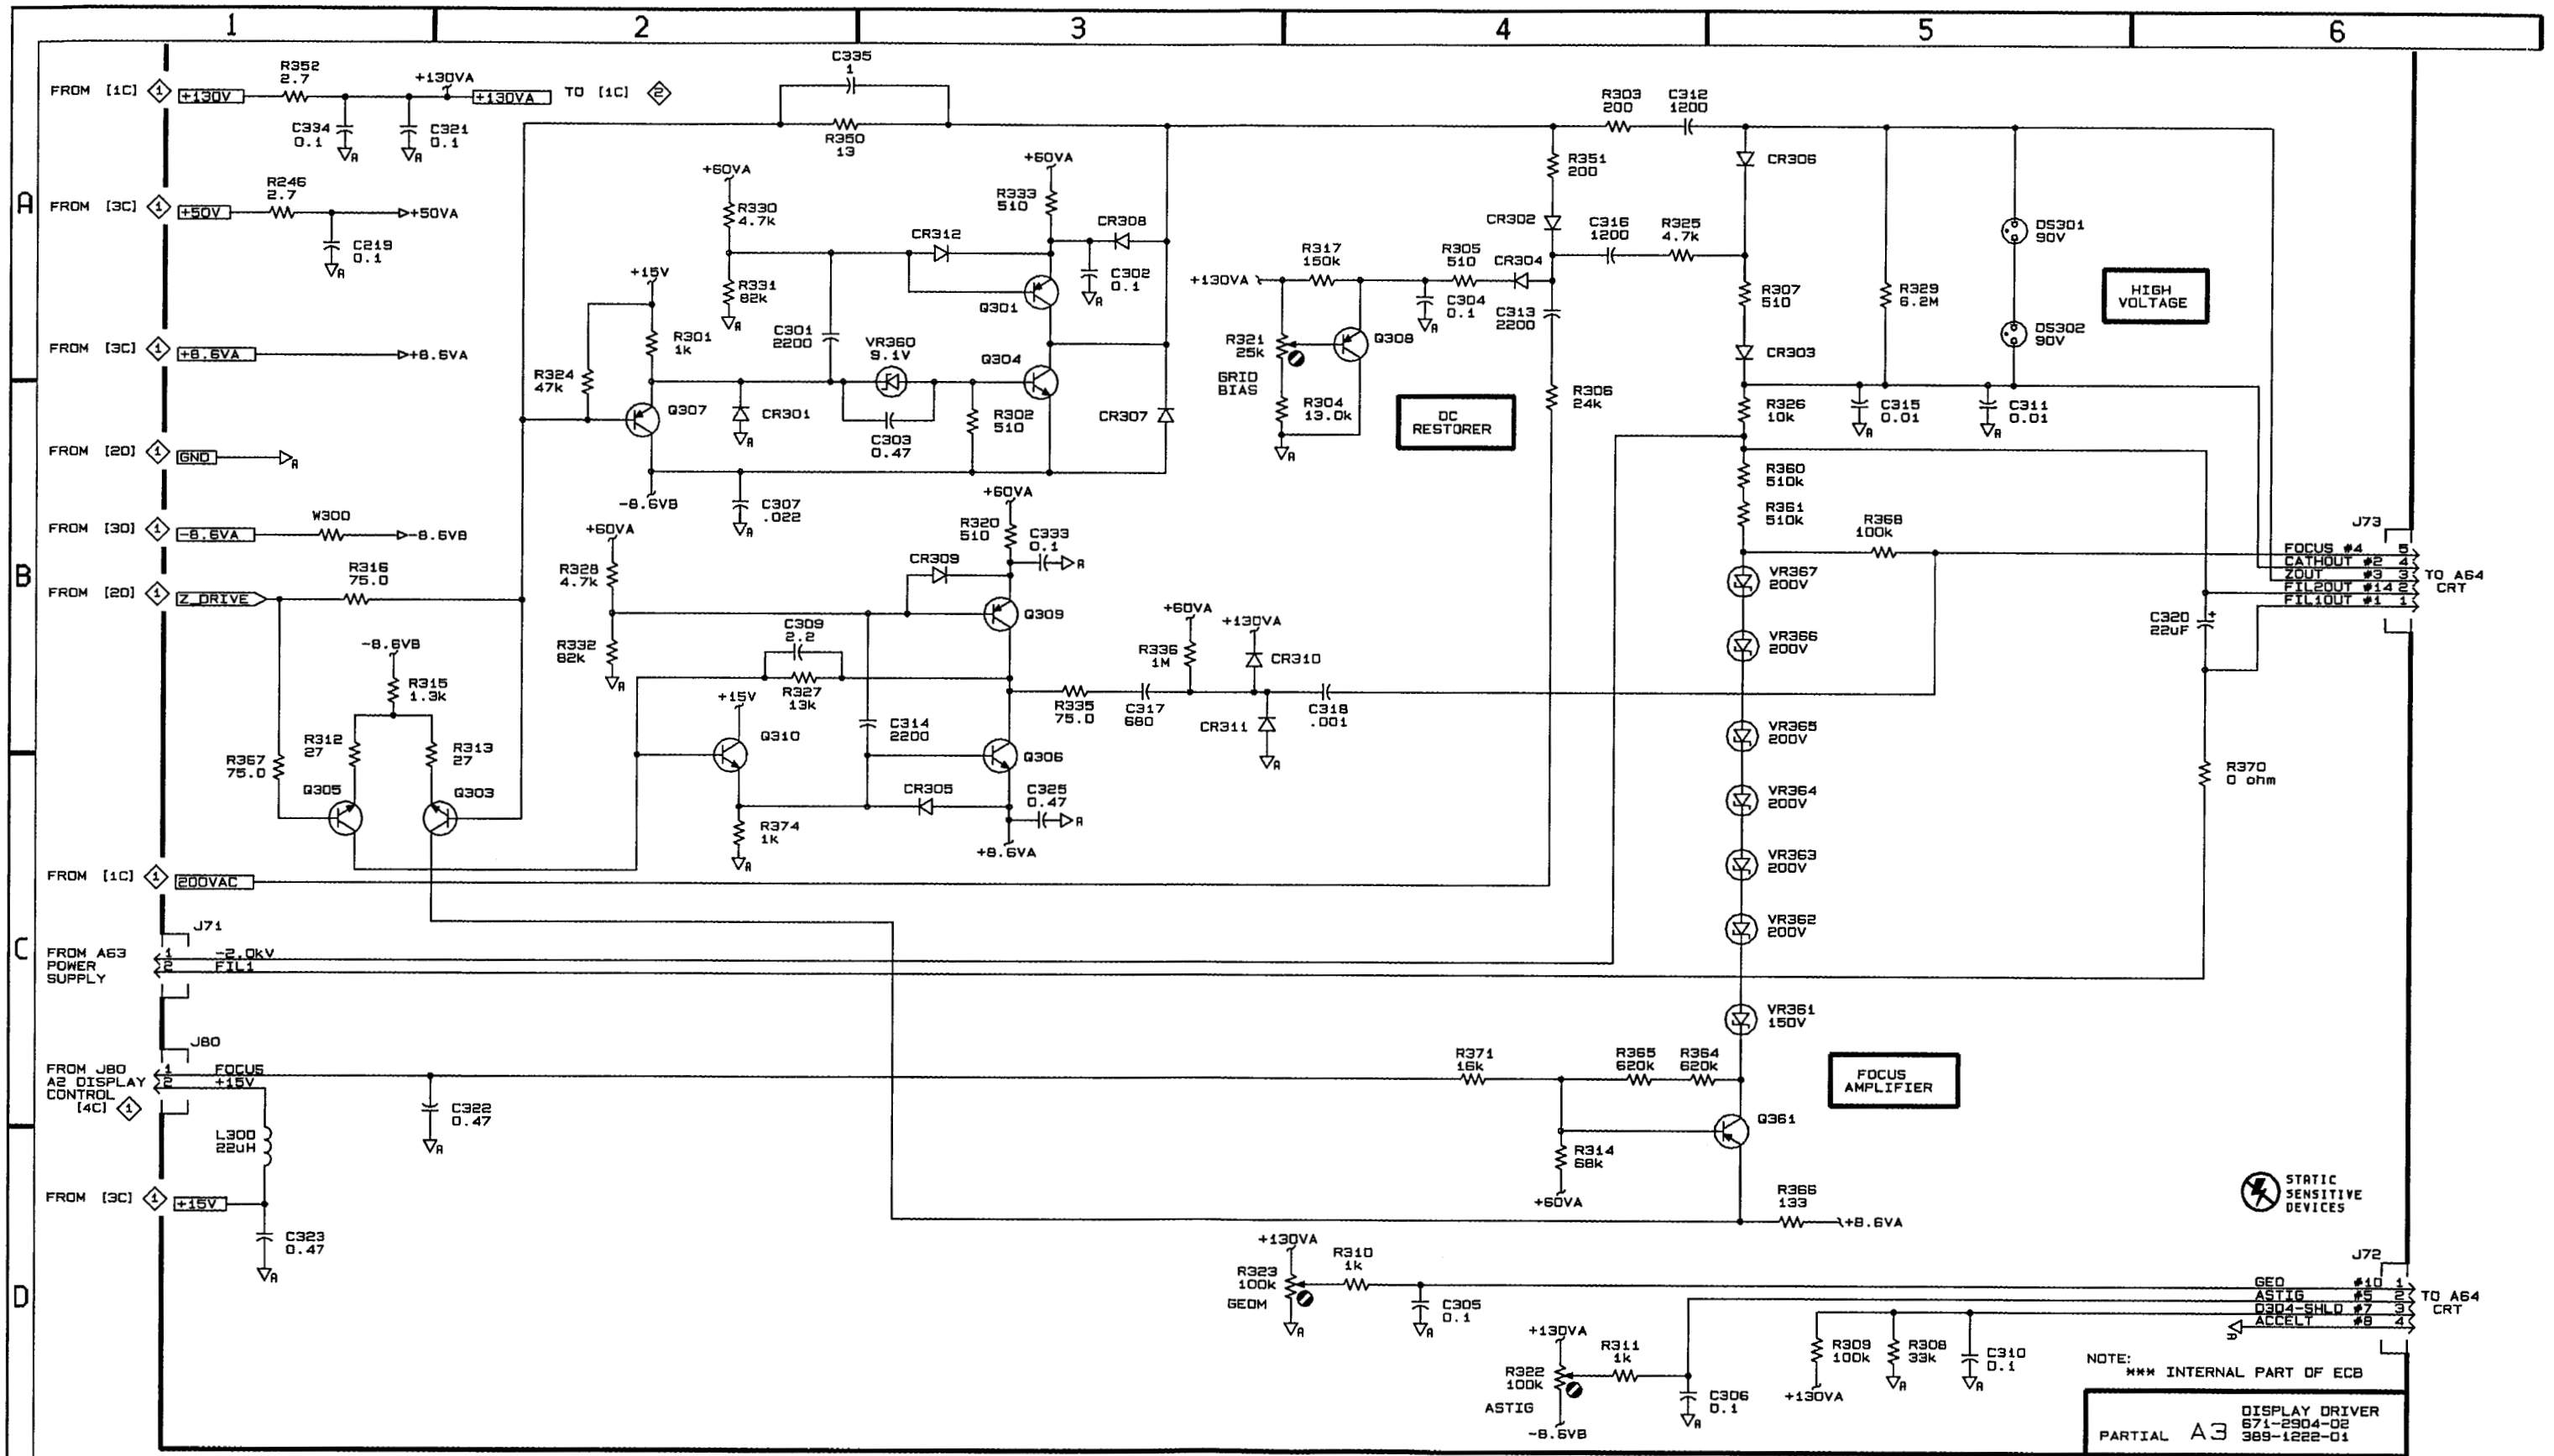 1 2 3 4 5 6
A
B
C
D
FROM [1C] 1 +130V
R352
2.7
+130VA
+130VA TO [1C] 2
C334
0.1
A
C321
0.1
A
FROM [3C] 1 +50V
R246
2.7
+50VA
C219
0.1
A
FROM [3C] 1 +8.6VA
+8.6VA
FROM [2D] 1 GND
A
FROM [3D] 1 -8.6VA
W300
-8.6VB
FROM [2D] 1 Z_DRIVE
R316
75.0
-8.6VB
R315
1.3k
R312
27
R313
27
R367
75.0
Q305
Q303
FROM [1C] 1 200VAC
J71
FROM A63
POWER
SUPPLY
1 -2.0kV
2 FIL1
J80
FROM J80
A2 DISPLAY
CONTROL
[4C] 1
1 FOCUS
2 +15V
C322
0.47
A
L300
22uH
FROM [3C] 1 +15V
C323
0.47
A
C335
1
R350
13
+60VA
R330
4.7k
R331
82k
A
+15V
R301
1k
R324
47k
Q307
-8.6VB
C301
2200
CR301
A
VR360
9.1V
C303
0.47
R302
510
C307
.022
A
CR312
+60VA
R333
510
CR308
C302
0.1
A
Q301
Q304
CR307
+60VA
R328
4.7k
R332
82k
A
C309
2.2
R327
13k
+15V
Q310
R374
1k
A
C314
2200
CR305
CR309
+60VA
R320
510
C333
0.1
A
Q309
Q306
C325
0.47
A
+8.6VA
R335
75.0
C317
680
+60VA
R336
1M
+130VA
CR310
CR311
A
C318
.001
+130VA
R317
150k
R321
25k
GRID
BIAS
R304
13.0k
A
Q308
C304
0.1
A
R305
510
CR304
DC
RESTORER
R351
200
CR302
C313
2200
R306
24k
R303
200
C312
1200
C316
1200
R325
4.7k
CR306
R307
510
CR303
R329
6.2M
DS301
90V
DS302
90V
HIGH
VOLTAGE
R326
10k
C315
0.01
A
C311
0.01
A
R360
510k
R361
510k
R368
100k
VR367
200V
VR366
200V
VR365
200V
VR364
200V
VR363
200V
VR362
200V
VR361
150V
J73
FOCUS #4 5
CATHOUT #2 4
ZOUT #3 3
FIL2OUT #14 2
FIL1OUT #1 1
TO A64
CRT
C320
22uF
+
R370
0 ohm
R371
16k
R365
620k
R364
620k
FOCUS
AMPLIFIER
Q361
R314
68k
+60VA
R366
133
+8.6VA
STATIC
SENSITIVE
DEVICES
+130VA
R323
100k
GEOM
A
R310
1k
C305
0.1
A
+130VA
R322
100k
ASTIG
-8.6VB
R311
1k
C306
0.1
A
R309
100k
+130VA
R308
33k
A
C310
0.1
A
J72
GEO #10 1
ASTIG #5 2
D3D4-SHLD #7 3
ACCELT #8 4
TO A64
CRT
A
NOTE:
*** INTERNAL PART OF ECB
PARTIAL A3
DISPLAY DRIVER
671-2904-02
389-1222-01